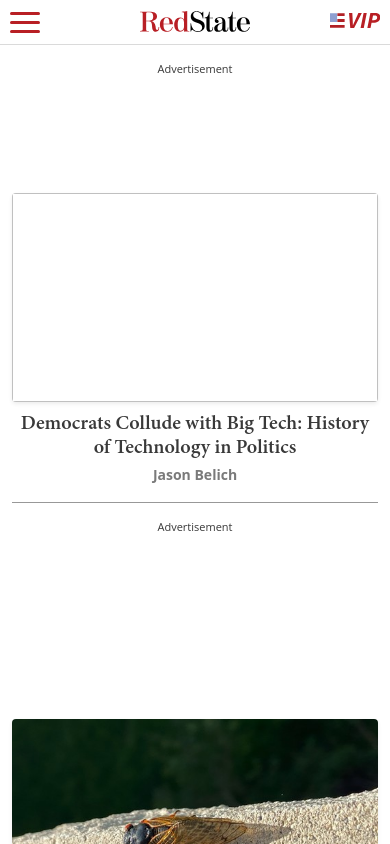 RedState
VIP
Advertisement
Democrats Collude with Big Tech: History
of Technology in Politics
Jason Belich
Advertisement